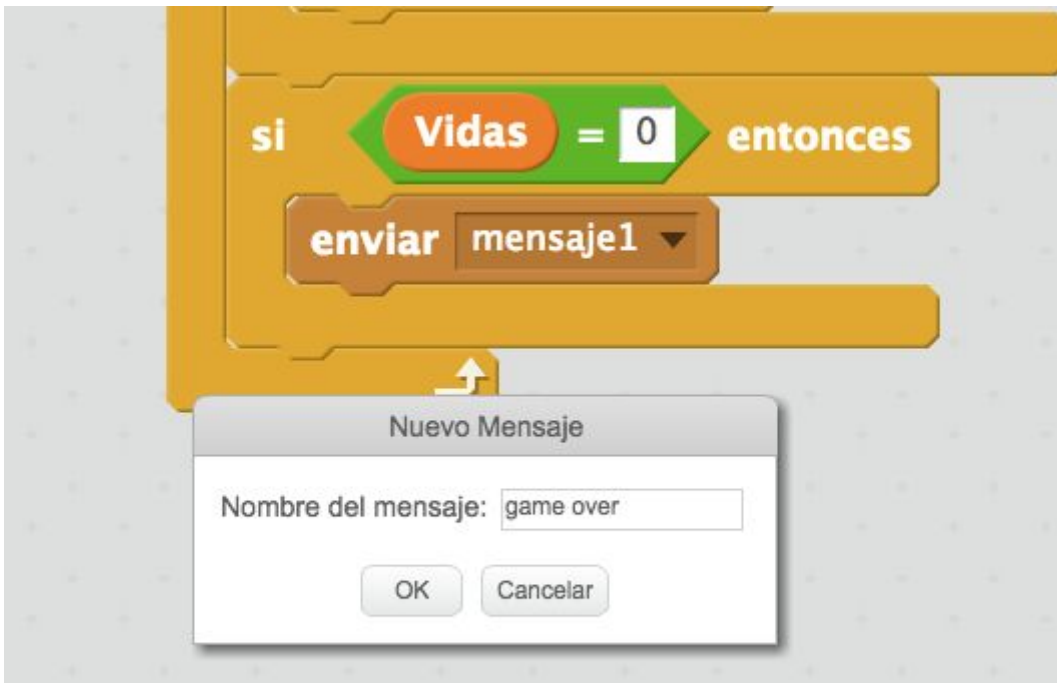 si Vidas = 0 entonces
enviar mensaje1
Nuevo Mensaje
Nombre del mensaje: game over
OK Cancelar